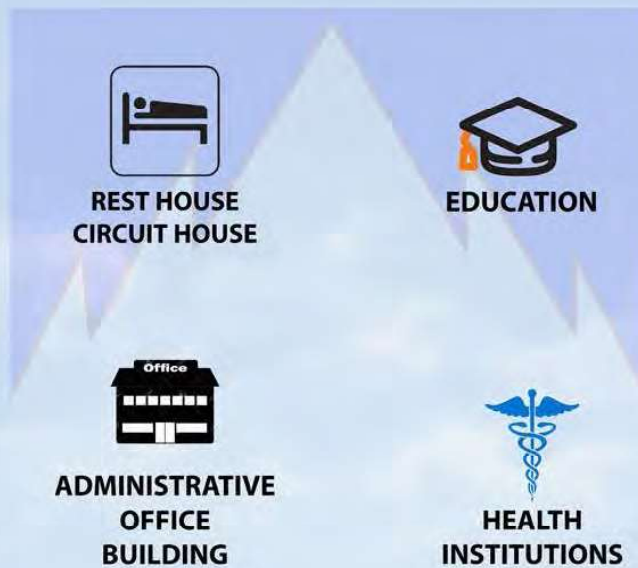 REST HOUSE
CIRCUIT HOUSE
EDUCATION
Office
ADMINISTRATIVE
OFFICE
BUILDING
HEALTH
INSTITUTIONS